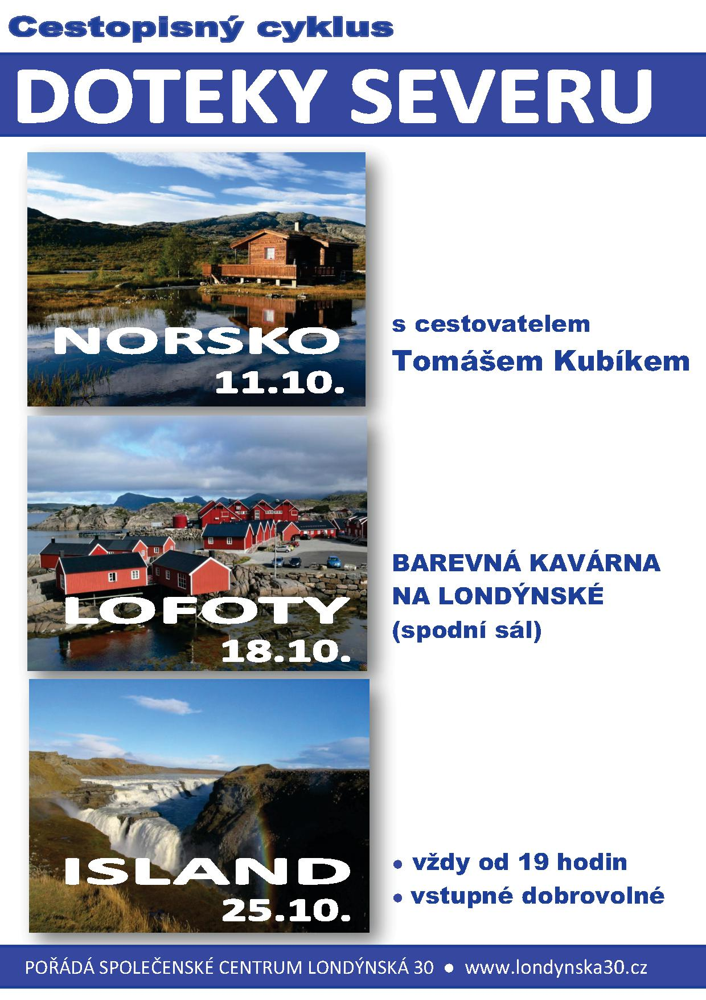 Cestopisný cyklus
DOTEKY SEVERU
NORSKO
11.10.
s cestovatelem
Tomášem Kubíkem
LOFOTY
18.10.
BAREVNÁ KAVÁRNA
NA LONDÝNSKÉ
(spodní sál)
ISLAND
25.10.
• vždy od 19 hodin
• vstupné dobrovolné
POŘÁDÁ SPOLEČENSKÉ CENTRUM LONDÝNSKÁ 30 ● www.londynska30.cz